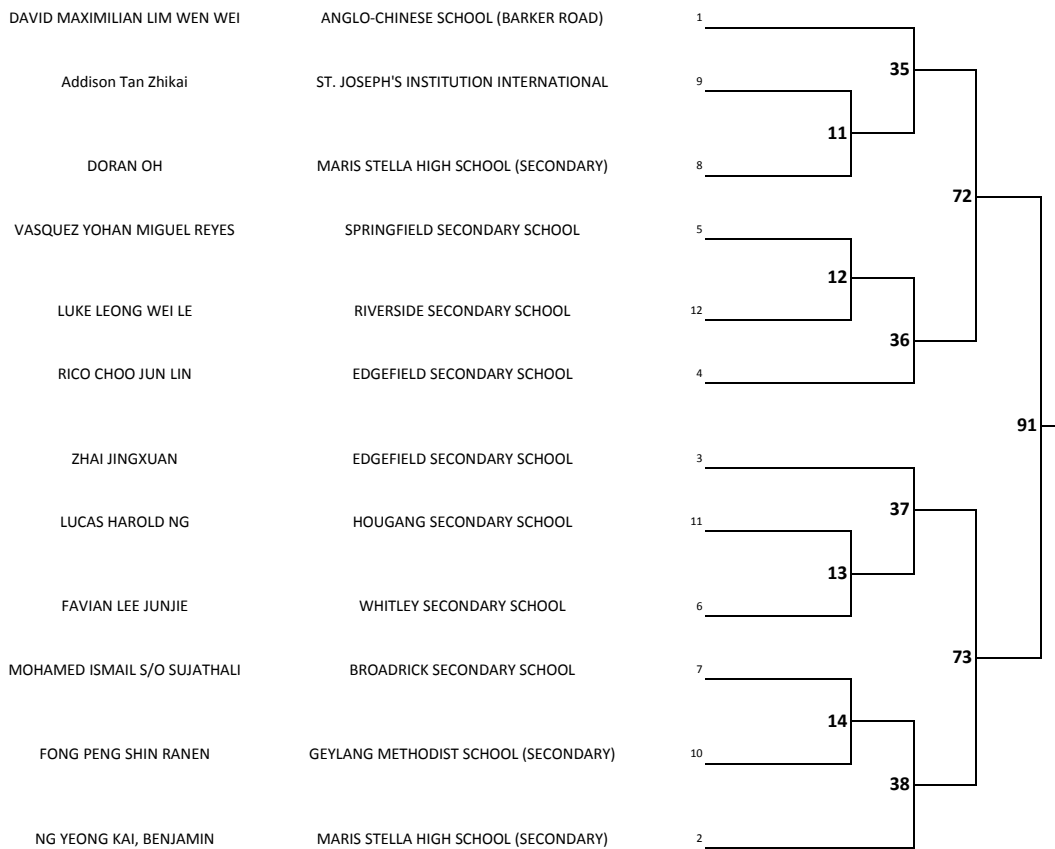 DAVID MAXIMILIAN LIM WEN WEI ANGLO-CHINESE SCHOOL (BARKER ROAD) 1
35
Addison Tan Zhikai ST. JOSEPH'S INSTITUTION INTERNATIONAL 9
11
DORAN OH MARIS STELLA HIGH SCHOOL (SECONDARY) 8
72
VASQUEZ YOHAN MIGUEL REYES SPRINGFIELD SECONDARY SCHOOL 5
12
LUKE LEONG WEI LE RIVERSIDE SECONDARY SCHOOL 12
36
RICO CHOO JUN LIN EDGEFIELD SECONDARY SCHOOL 4
91
ZHAI JINGXUAN EDGEFIELD SECONDARY SCHOOL 3
37
LUCAS HAROLD NG HOUGANG SECONDARY SCHOOL 11
13
FAVIAN LEE JUNJIE WHITLEY SECONDARY SCHOOL 6
73
MOHAMED ISMAIL S/O SUJATHALI BROADRICK SECONDARY SCHOOL 7
14
FONG PENG SHIN RANEN GEYLANG METHODIST SCHOOL (SECONDARY) 10
38
NG YEONG KAI, BENJAMIN MARIS STELLA HIGH SCHOOL (SECONDARY) 2